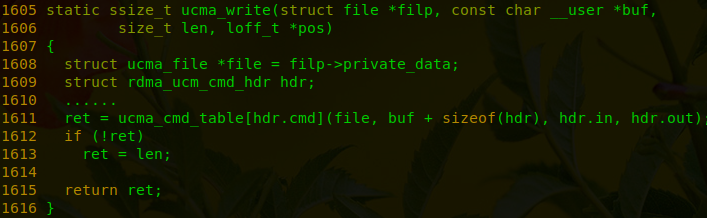 1605 static ssize_t ucma_write(struct file *filp, const char __user *buf,
1606         size_t len, loff_t *pos)
1607 {
1608   struct ucma_file *file = filp->private_data;
1609   struct rdma_ucm_cmd_hdr hdr;
1610   ......
1611   ret = ucma_cmd_table[hdr.cmd](file, buf + sizeof(hdr), hdr.in, hdr.out);
1612   if (!ret)
1613     ret = len;
1614
1615   return ret;
1616 }